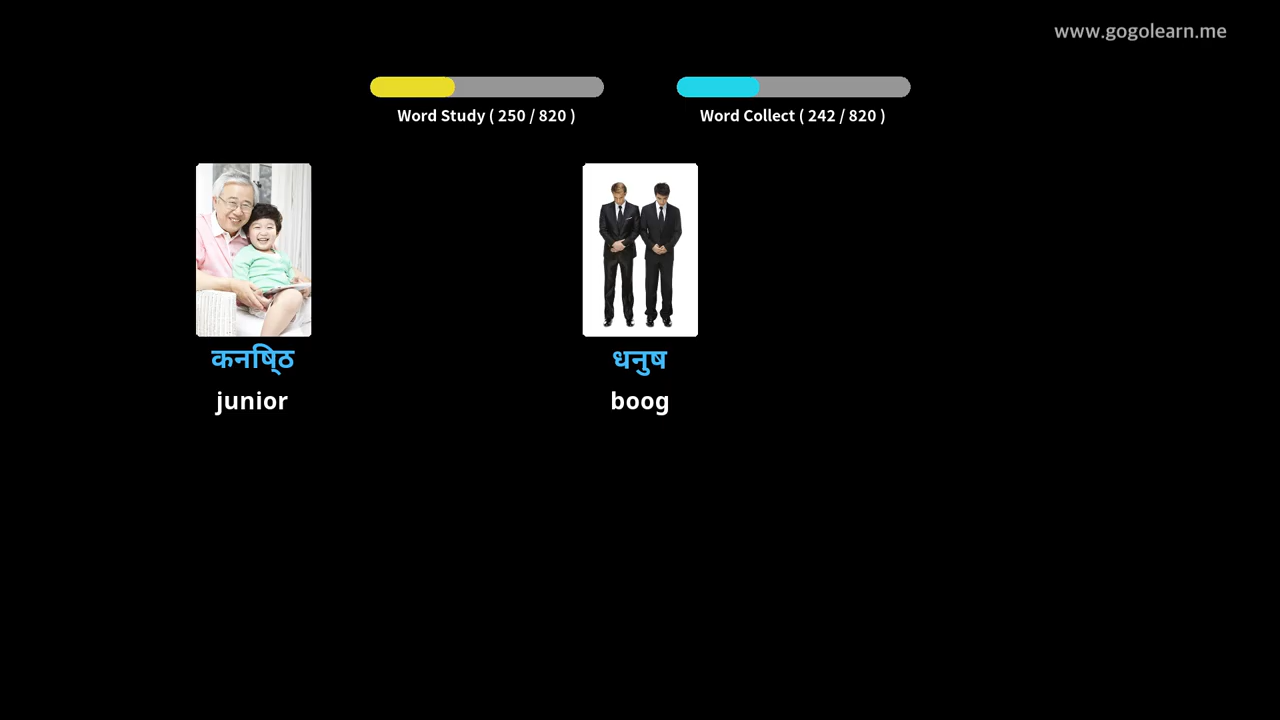 www.gogolearn.me
Word Study ( 250 / 820 )
Word Collect ( 242 / 820 )
कनिष्ठ
junior
धनुष
boog